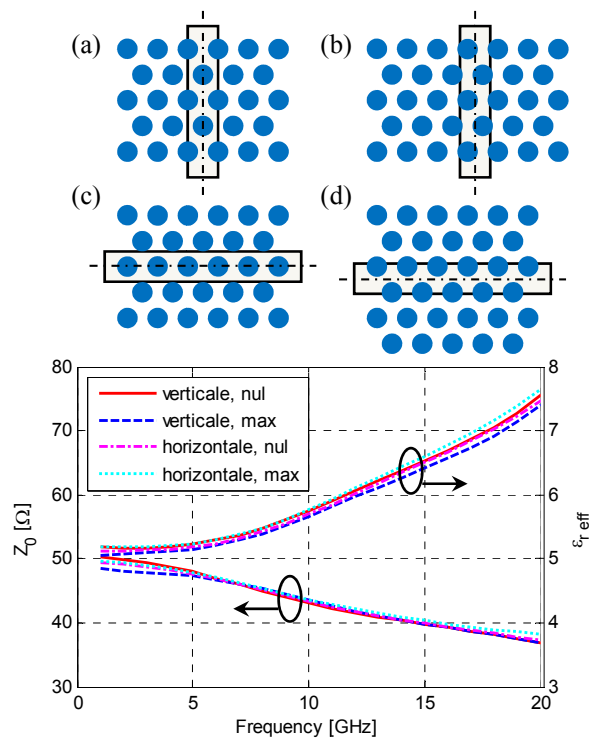 (a) (b)
(c) (d)
80 8
verticale, nul
verticale, max
horizontale, nul
horizontale, max
70 7
60 6
50 5
40 4
30 3
Z0 [Ω]
εr eff
0 5 10 15 20
Frequency [GHz]